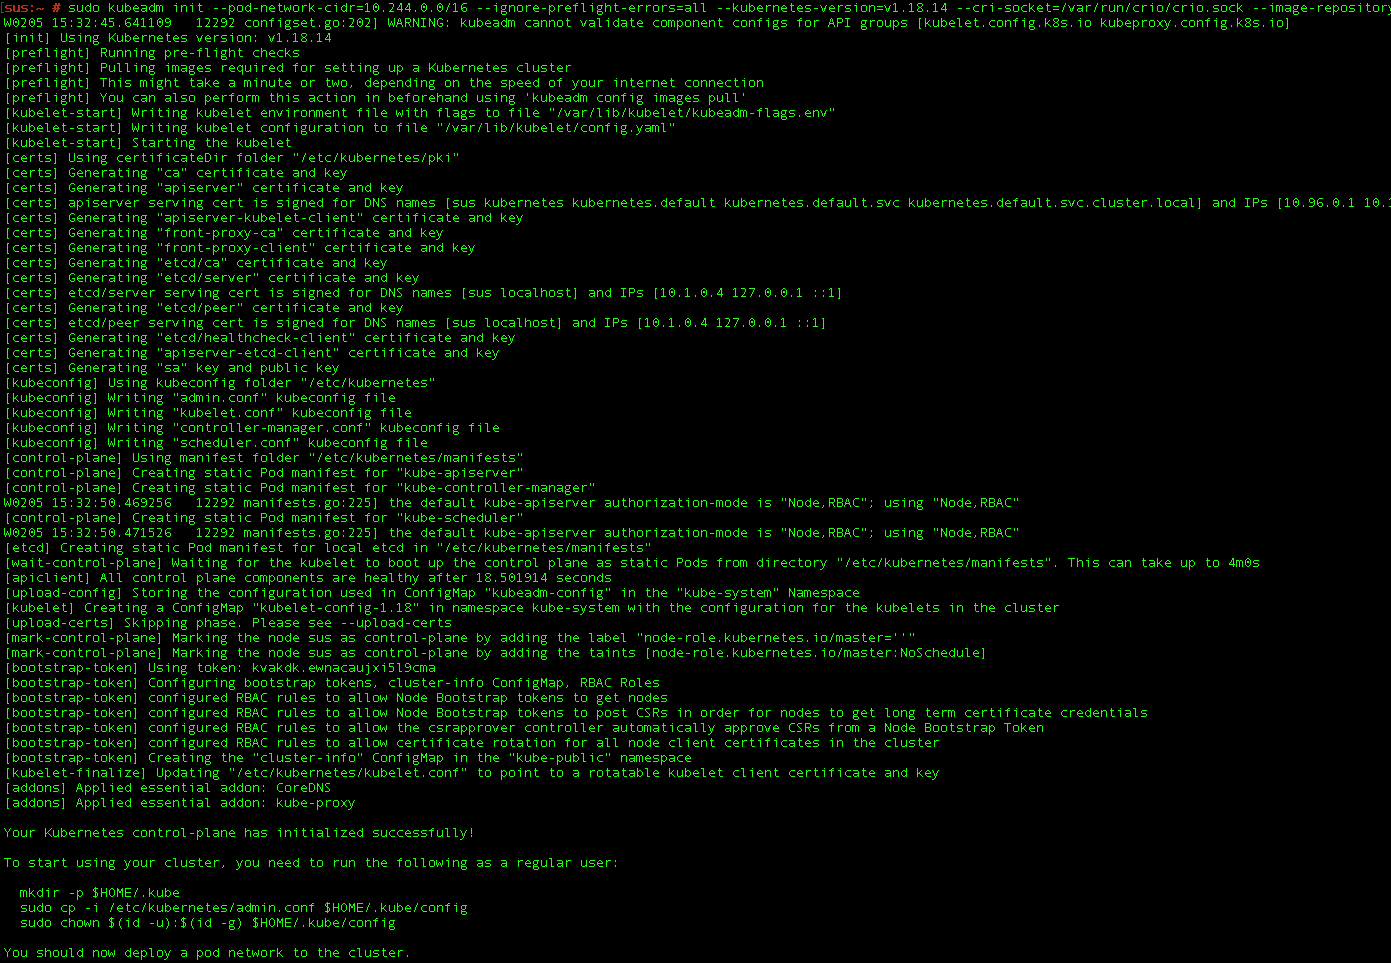 [sus:~ # sudo kubeadm init --pod-network-cidr=10.244.0.0/16 --ignore-preflight-errors=all --kubernetes-version=v1.18.14 --cri-socket=/var/run/crio/crio.sock --image-repository
W0205 15:32:45.641109   12292 configset.go:202] WARNING: kubeadm cannot validate component configs for API groups [kubelet.config.k8s.io kubeproxy.config.k8s.io]
[init] Using Kubernetes version: v1.18.14
[preflight] Running pre-flight checks
[preflight] Pulling images required for setting up a Kubernetes cluster
[preflight] This might take a minute or two, depending on the speed of your internet connection
[preflight] You can also perform this action in beforehand using 'kubeadm config images pull'
[kubelet-start] Writing kubelet environment file with flags to file "/var/lib/kubelet/kubeadm-flags.env"
[kubelet-start] Writing kubelet configuration to file "/var/lib/kubelet/config.yaml"
[kubelet-start] Starting the kubelet
[certs] Using certificateDir folder "/etc/kubernetes/pki"
[certs] Generating "ca" certificate and key
[certs] Generating "apiserver" certificate and key
[certs] apiserver serving cert is signed for DNS names [sus kubernetes kubernetes.default kubernetes.default.svc kubernetes.default.svc.cluster.local] and IPs [10.96.0.1 10.1
[certs] Generating "apiserver-kubelet-client" certificate and key
[certs] Generating "front-proxy-ca" certificate and key
[certs] Generating "front-proxy-client" certificate and key
[certs] Generating "etcd/ca" certificate and key
[certs] Generating "etcd/server" certificate and key
[certs] etcd/server serving cert is signed for DNS names [sus localhost] and IPs [10.1.0.4 127.0.0.1 ::1]
[certs] Generating "etcd/peer" certificate and key
[certs] etcd/peer serving cert is signed for DNS names [sus localhost] and IPs [10.1.0.4 127.0.0.1 ::1]
[certs] Generating "etcd/healthcheck-client" certificate and key
[certs] Generating "apiserver-etcd-client" certificate and key
[certs] Generating "sa" key and public key
[kubeconfig] Using kubeconfig folder "/etc/kubernetes"
[kubeconfig] Writing "admin.conf" kubeconfig file
[kubeconfig] Writing "kubelet.conf" kubeconfig file
[kubeconfig] Writing "controller-manager.conf" kubeconfig file
[kubeconfig] Writing "scheduler.conf" kubeconfig file
[control-plane] Using manifest folder "/etc/kubernetes/manifests"
[control-plane] Creating static Pod manifest for "kube-apiserver"
[control-plane] Creating static Pod manifest for "kube-controller-manager"
W0205 15:32:50.469256   12292 manifests.go:225] the default kube-apiserver authorization-mode is "Node,RBAC"; using "Node,RBAC"
[control-plane] Creating static Pod manifest for "kube-scheduler"
W0205 15:32:50.471526   12292 manifests.go:225] the default kube-apiserver authorization-mode is "Node,RBAC"; using "Node,RBAC"
[etcd] Creating static Pod manifest for local etcd in "/etc/kubernetes/manifests"
[wait-control-plane] Waiting for the kubelet to boot up the control plane as static Pods from directory "/etc/kubernetes/manifests". This can take up to 4m0s
[apiclient] All control plane components are healthy after 18.501914 seconds
[upload-config] Storing the configuration used in ConfigMap "kubeadm-config" in the "kube-system" Namespace
[kubelet] Creating a ConfigMap "kubelet-config-1.18" in namespace kube-system with the configuration for the kubelets in the cluster
[upload-certs] Skipping phase. Please see --upload-certs
[mark-control-plane] Marking the node sus as control-plane by adding the label "node-role.kubernetes.io/master=''"
[mark-control-plane] Marking the node sus as control-plane by adding the taints [node-role.kubernetes.io/master:NoSchedule]
[bootstrap-token] Using token: kvakdk.ewnacaujxi5l9cma
[bootstrap-token] Configuring bootstrap tokens, cluster-info ConfigMap, RBAC Roles
[bootstrap-token] configured RBAC rules to allow Node Bootstrap tokens to get nodes
[bootstrap-token] configured RBAC rules to allow Node Bootstrap tokens to post CSRs in order for nodes to get long term certificate credentials
[bootstrap-token] configured RBAC rules to allow the csrapprover controller automatically approve CSRs from a Node Bootstrap Token
[bootstrap-token] configured RBAC rules to allow certificate rotation for all node client certificates in the cluster
[bootstrap-token] Creating the "cluster-info" ConfigMap in the "kube-public" namespace
[kubelet-finalize] Updating "/etc/kubernetes/kubelet.conf" to point to a rotatable kubelet client certificate and key
[addons] Applied essential addon: CoreDNS
[addons] Applied essential addon: kube-proxy
Your Kubernetes control-plane has initialized successfully!
To start using your cluster, you need to run the following as a regular user:
mkdir -p $HOME/.kube
sudo cp -i /etc/kubernetes/admin.conf $HOME/.kube/config
sudo chown $(id -u):$(id -g) $HOME/.kube/config
You should now deploy a pod network to the cluster.